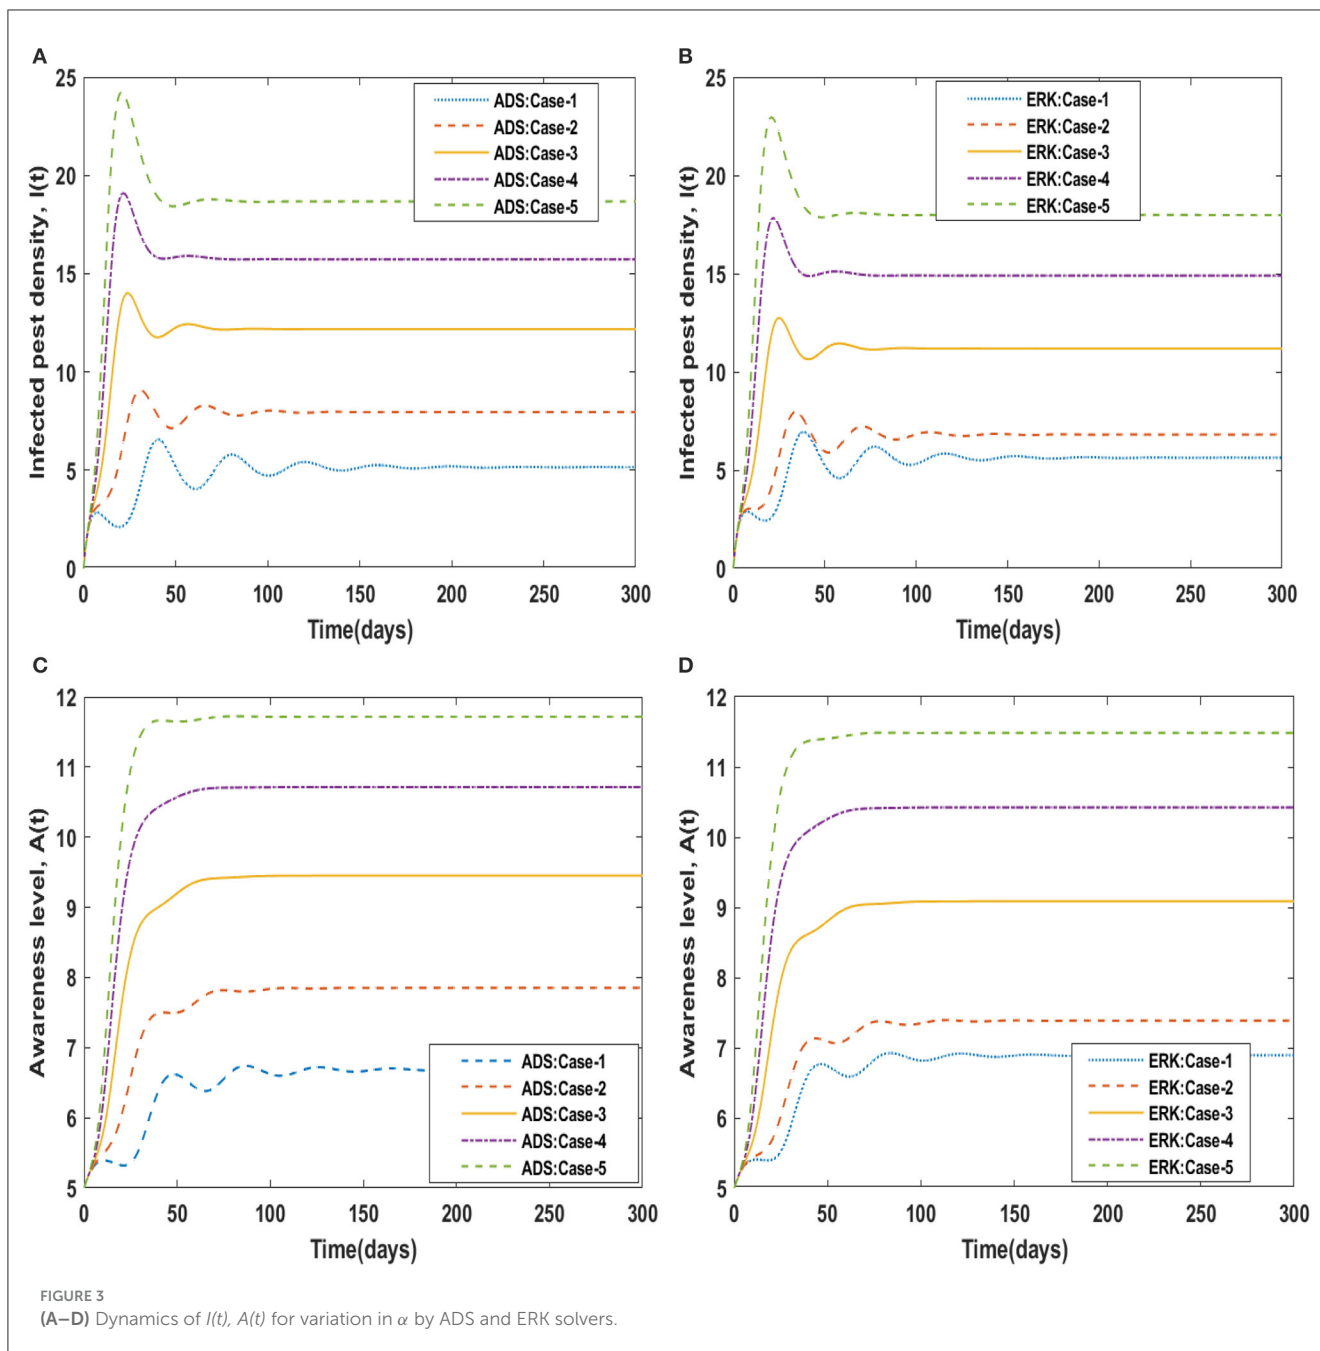 A
25
20
15
10
5
0
Infected pest density, I(t)
ADS:Case-1
ADS:Case-2
ADS:Case-3
ADS:Case-4
ADS:Case-5
0 50 100 150 200 250 300
Time(days)
B
25
20
15
10
5
0
Infected pest density, I(t)
ERK:Case-1
ERK:Case-2
ERK:Case-3
ERK:Case-4
ERK:Case-5
0 50 100 150 200 250 300
Time(days)
C
12
11
10
9
8
7
6
5
Awareness level, A(t)
ADS:Case-1
ADS:Case-2
ADS:Case-3
ADS:Case-4
ADS:Case-5
0 50 100 150 200 250 300
Time(days)
D
12
11
10
9
8
7
6
5
Awareness level, A(t)
ERK:Case-1
ERK:Case-2
ERK:Case-3
ERK:Case-4
ERK:Case-5
0 50 100 150 200 250 300
Time(days)
FIGURE 3
(A–D) Dynamics of I(t), A(t) for variation in α by ADS and ERK solvers.